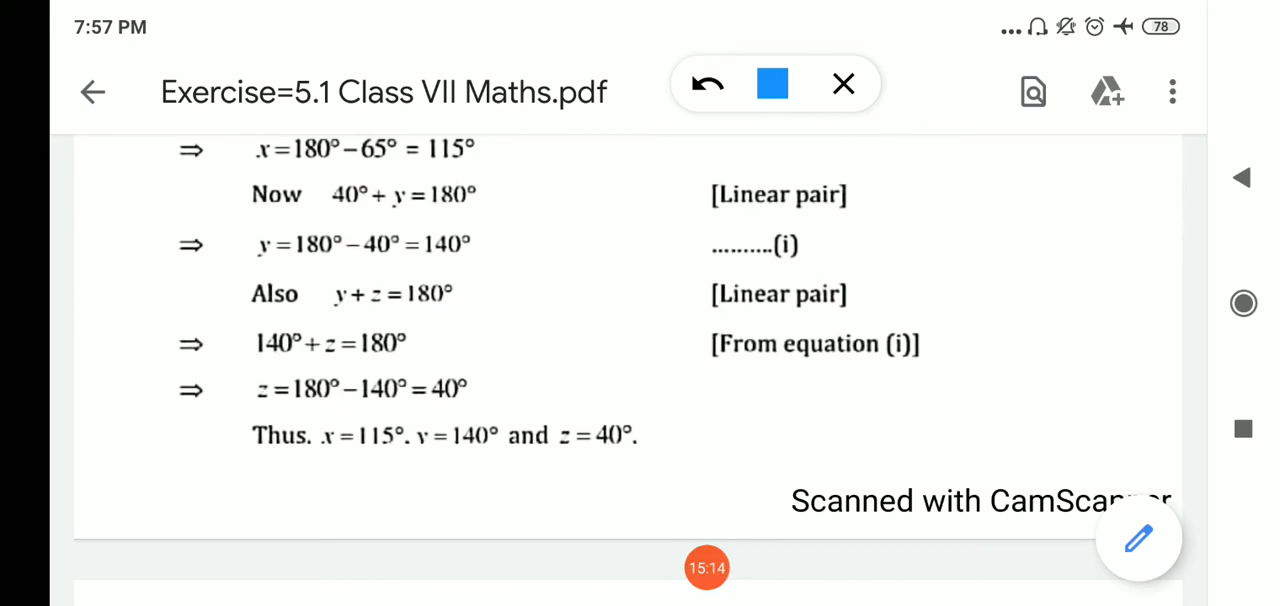 7:57 PM
78
Exercise=5.1 Class VII Maths.pdf
⇒ x = 180° – 65° = 115°
Now 40° + y = 180° [Linear pair]
⇒ y = 180° – 40° = 140° ..........(i)
Also y + z = 180° [Linear pair]
⇒ 140° + z = 180° [From equation (i)]
⇒ z = 180° – 140° = 40°
Thus, x = 115°, y = 140° and z = 40°.
Scanned with CamScanner
15:14